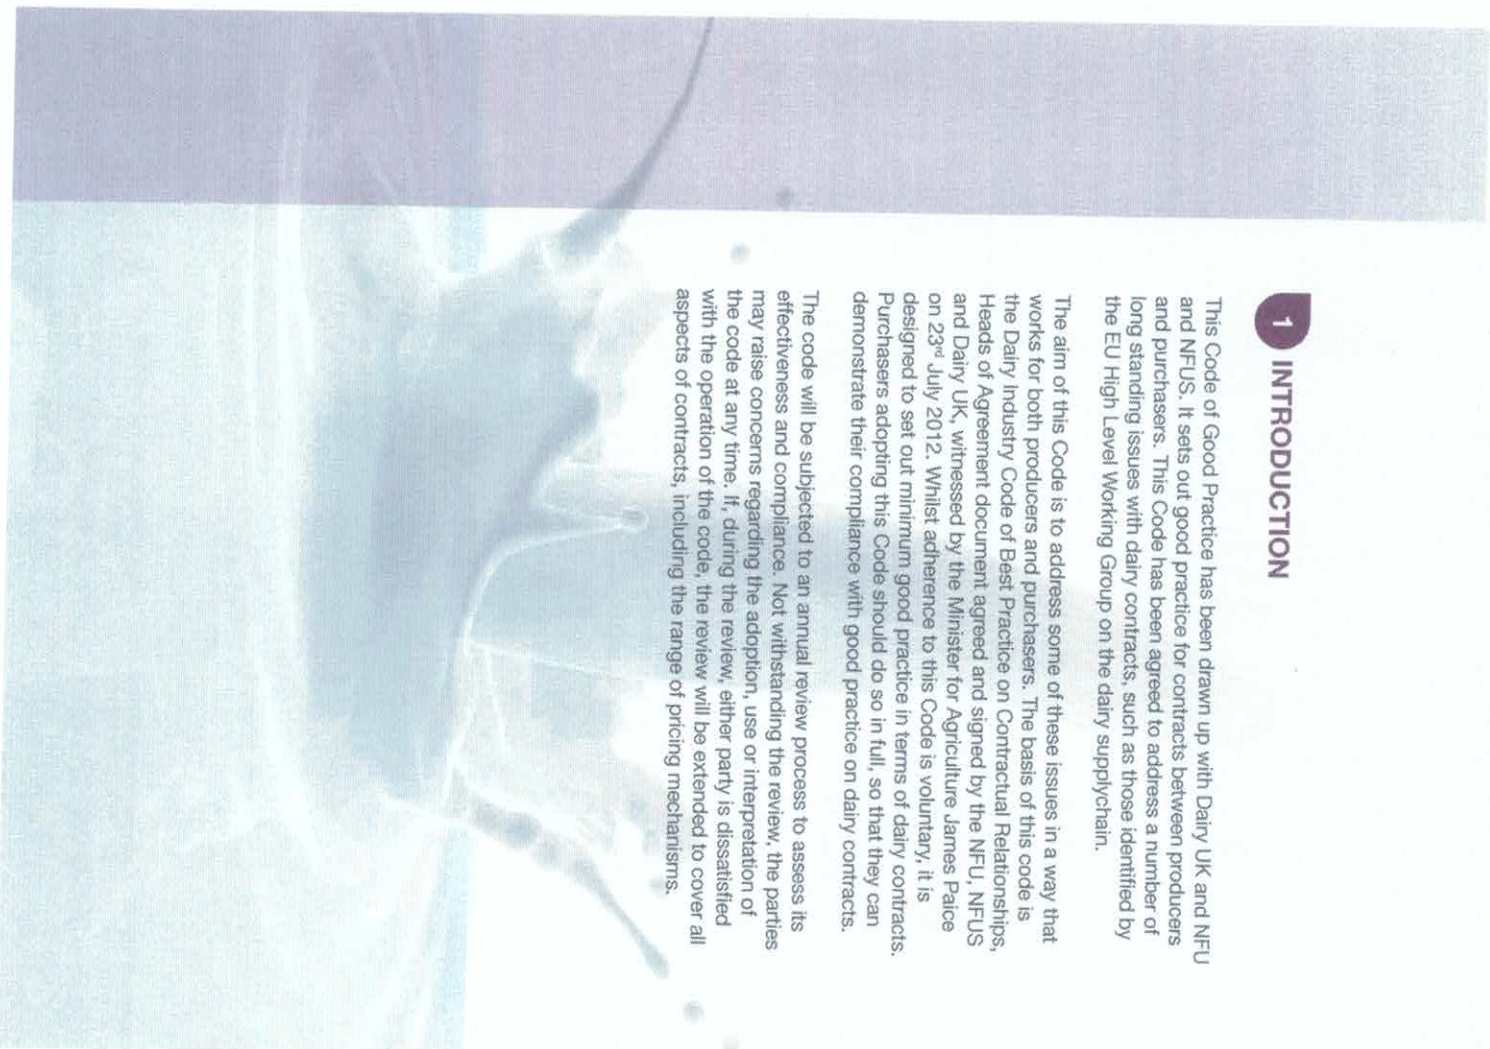 1 INTRODUCTION
This Code of Good Practice has been drawn up with Dairy UK and NFU
and NFUS. It sets out good practice for contracts between producers
and purchasers. This Code has been agreed to address a number of
long standing issues with dairy contracts, such as those identified by
the EU High Level Working Group on the dairy supplychain.
The aim of this Code is to address some of these issues in a way that
works for both producers and purchasers. The basis of this code is
the Dairy Industry Code of Best Practice on Contractual Relationships,
Heads of Agreement document agreed and signed by the NFU, NFUS
and Dairy UK, witnessed by the Minister for Agriculture James Paice
on 23rd July 2012. Whilst adherence to this Code is voluntary, it is
designed to set out minimum good practice in terms of dairy contracts.
Purchasers adopting this Code should do so in full, so that they can
demonstrate their compliance with good practice on dairy contracts.
The code will be subjected to an annual review process to assess its
effectiveness and compliance. Not withstanding the review, the parties
may raise concerns regarding the adoption, use or interpretation of
the code at any time. If, during the review, either party is dissatisfied
with the operation of the code, the review will be extended to cover all
aspects of contracts, including the range of pricing mechanisms.